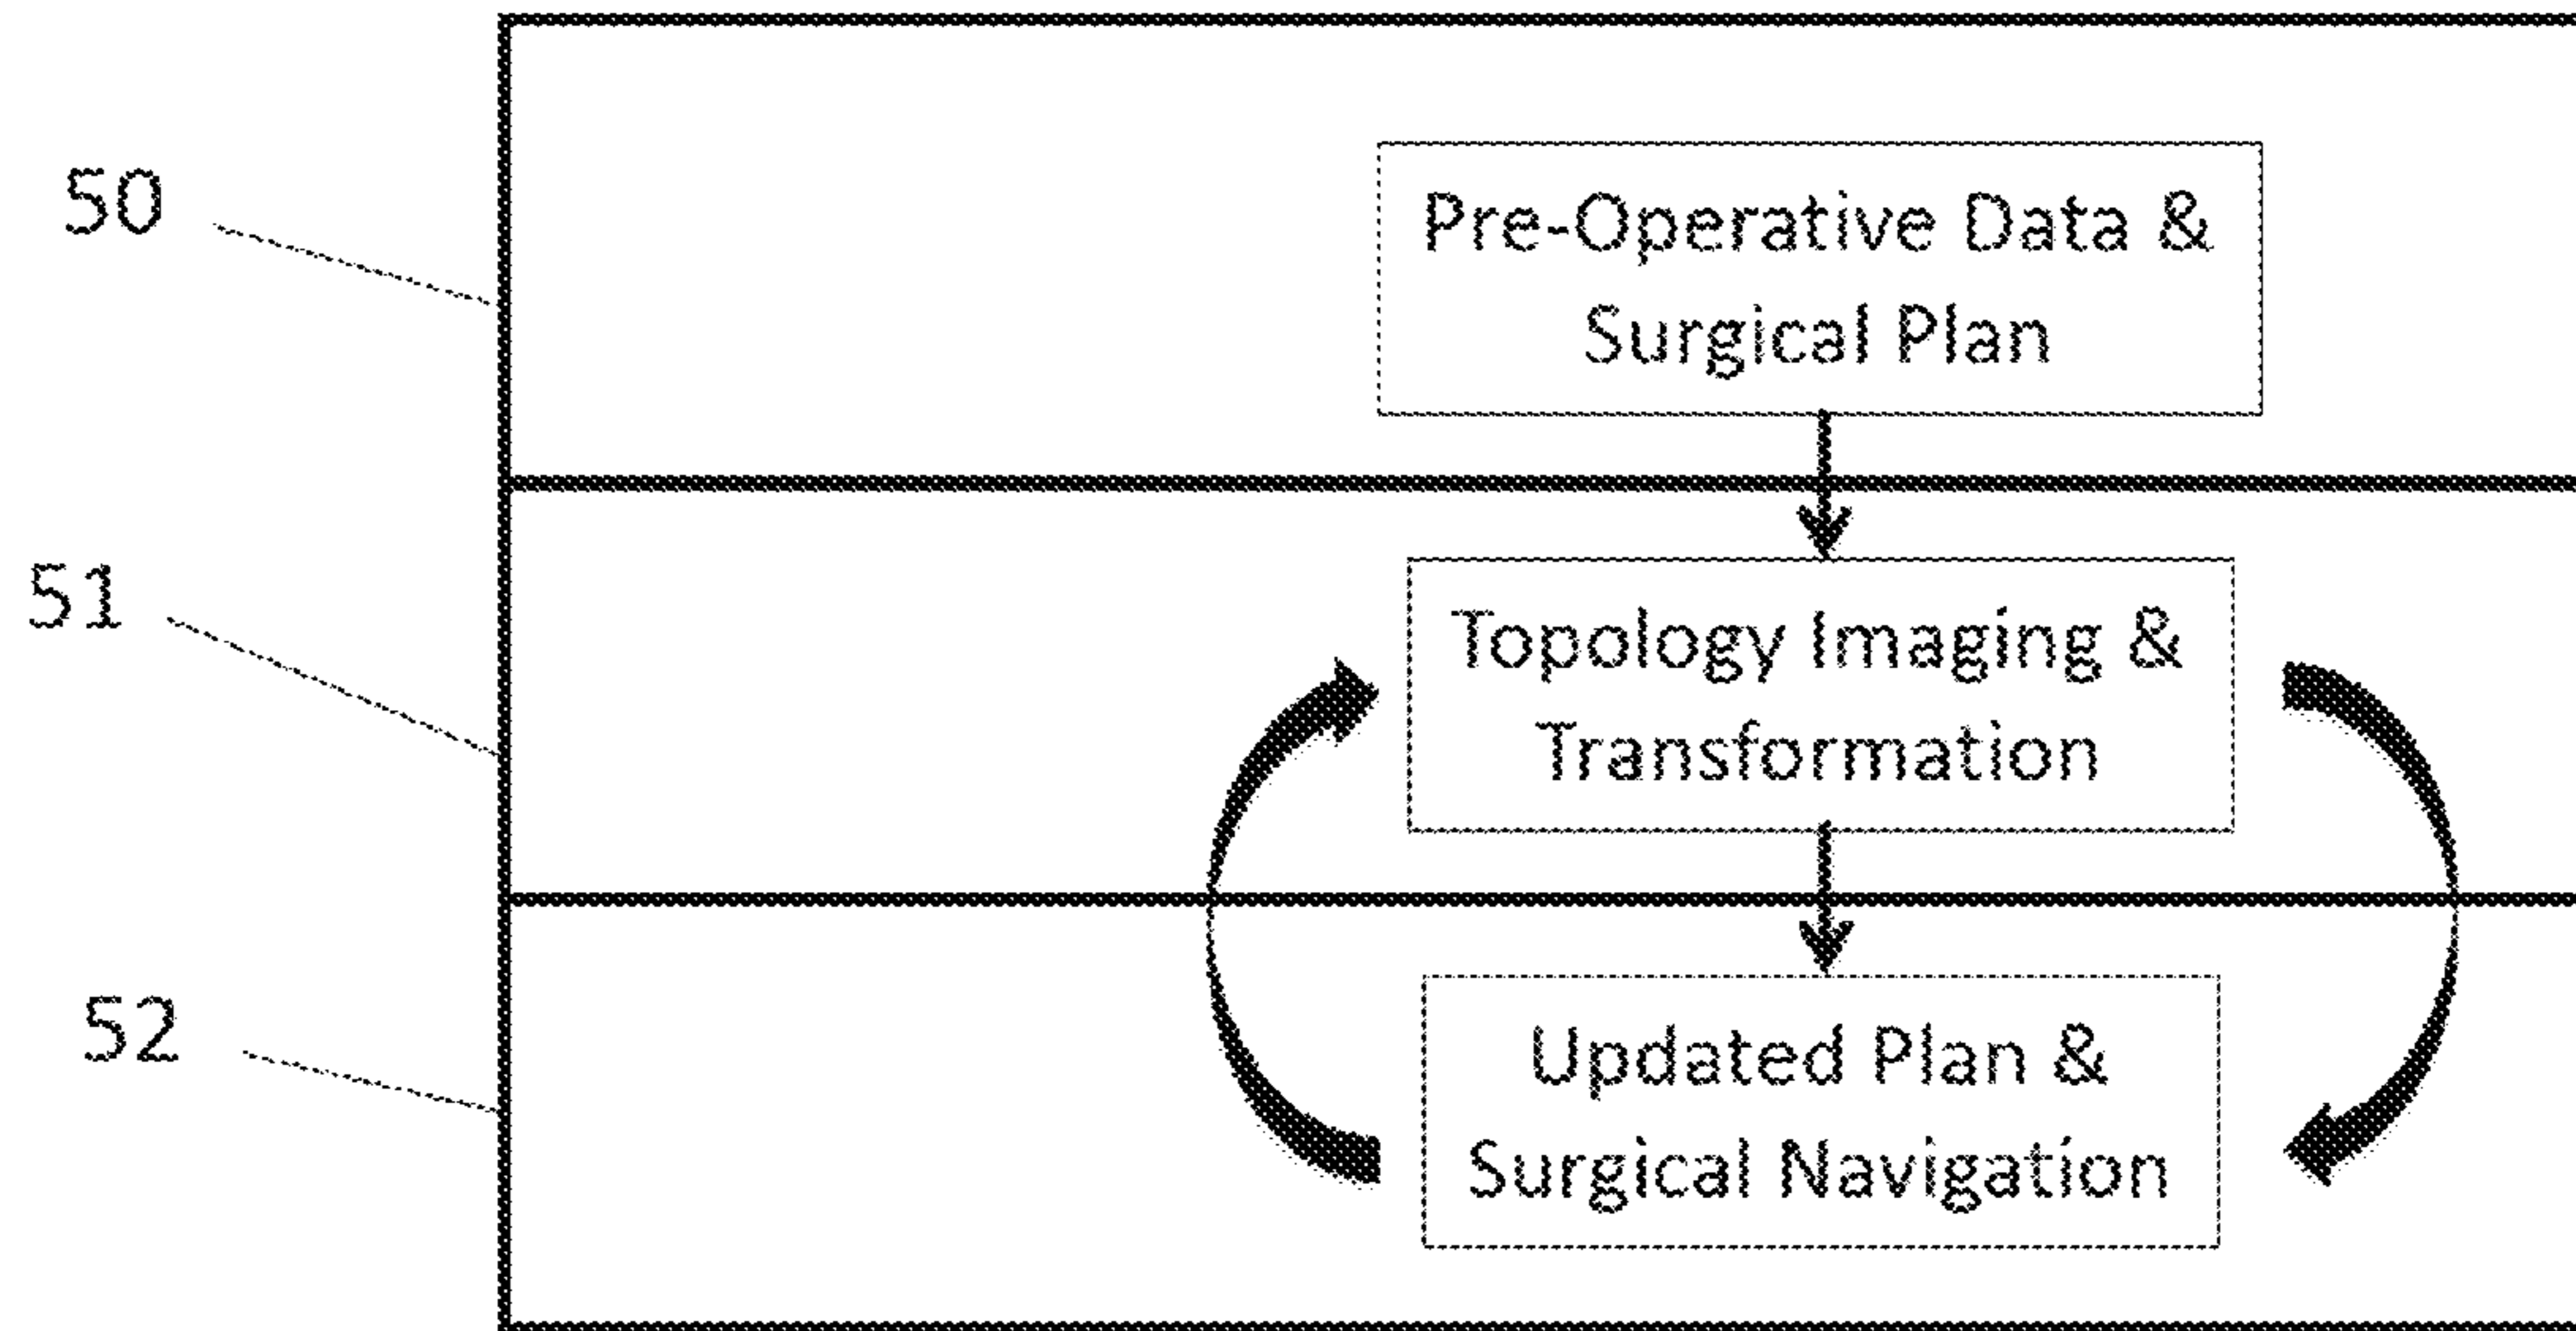 50
Pre-Operative Data &
Surgical Plan
51
Topology Imaging &
Transformation
52
Updated Plan &
Surgical Navigation